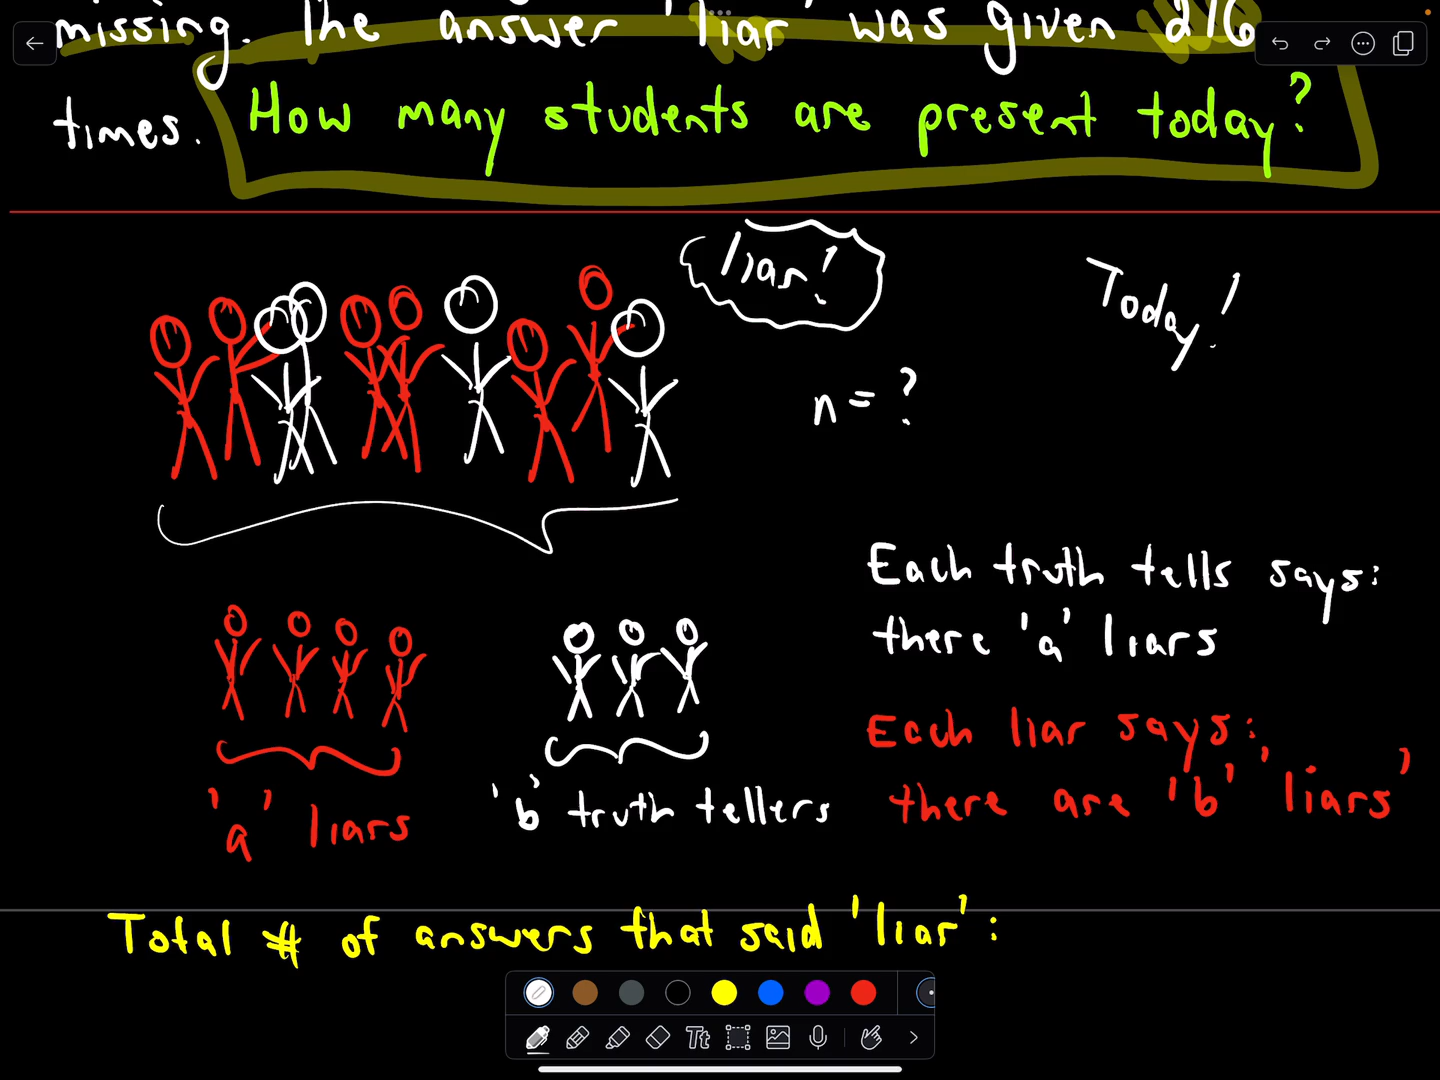 missing. The answer 'liar' was given 216
times. How many students are present today?
liar!
Today!
n = ?
Each truth tells says:
there 'a' liars
Each liar says:
there are 'b' 'liars'
'a' liars
'b' truth tellers
Total # of answers that said 'liar':
Tt